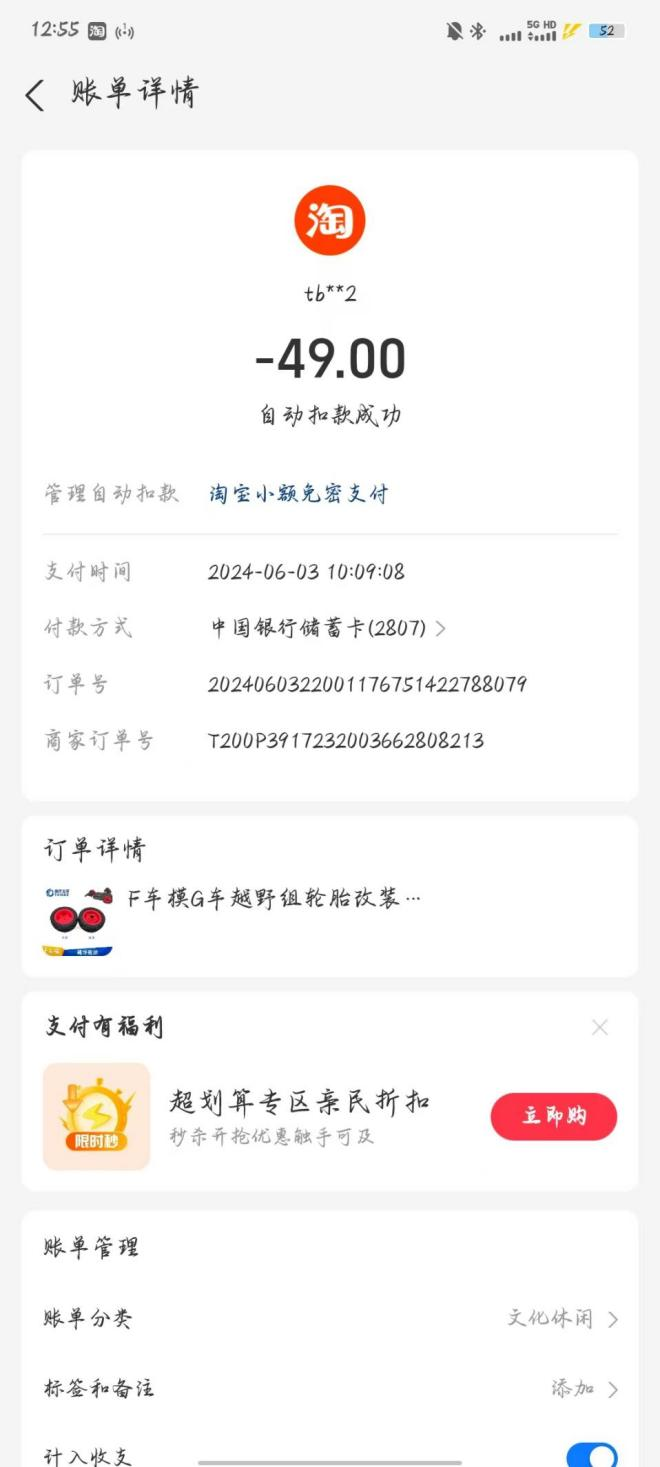 12:55 淘 5G HD 52
账单详情
淘
tb**2
-49.00
自动扣款成功
管理自动扣款 淘宝小额免密支付
支付时间 2024-06-03 10:09:08
付款方式 中国银行储蓄卡(2807)
订单号 2024060322001176751422788079
商家订单号 T200P3917232003662808213
订单详情
F车模G车越野组轮胎改装…
支付有福利
超划算专区亲民折扣
秒杀开抢优惠触手可及
立即购
限时秒
账单管理
账单分类 文化休闲
标签和备注 添加
计入收支